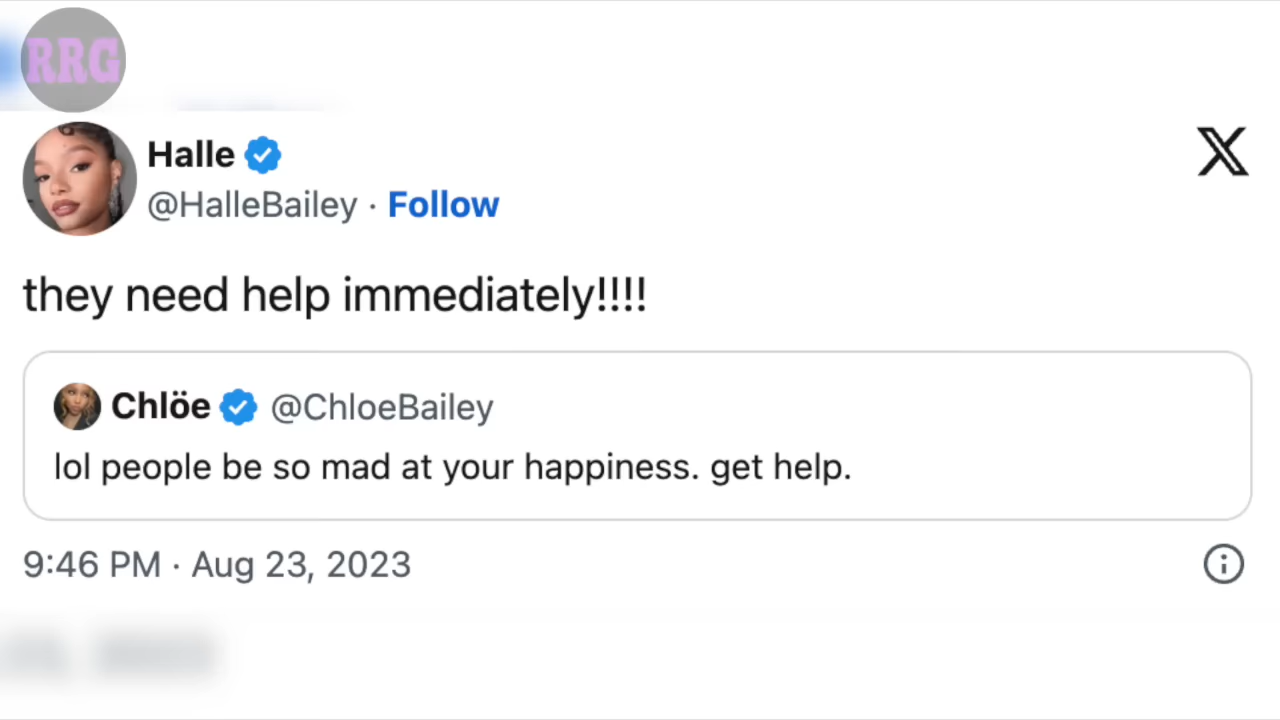 RRG
Halle
@HalleBailey · Follow
they need help immediately!!!!
Chlöe @ChloeBailey
lol people be so mad at your happiness. get help.
9:46 PM · Aug 23, 2023